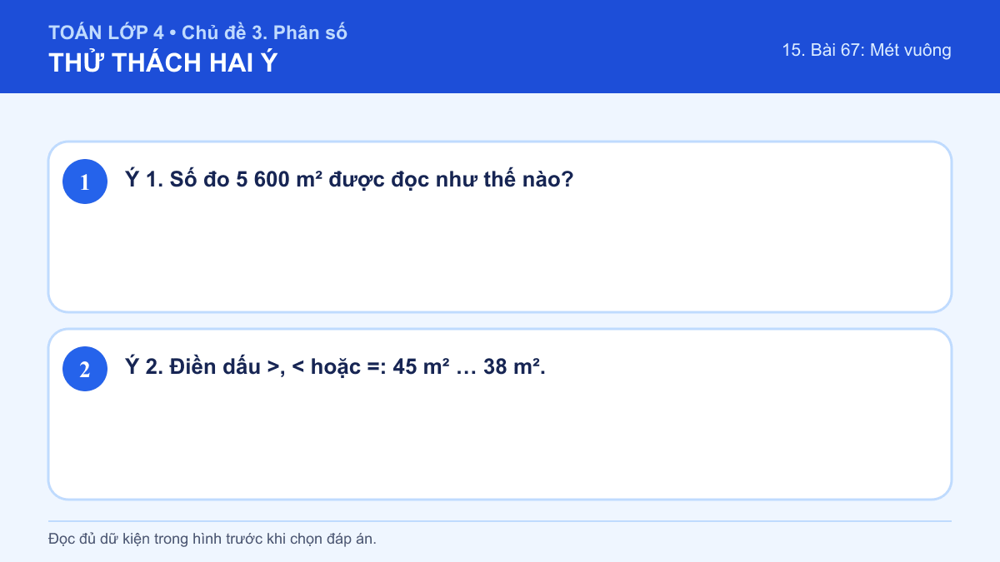 TOÁN LỚP 4 • Chủ đề 3. Phân số
THỬ THÁCH HAI Ý
15. Bài 67: Mét vuông
1
Ý 1. Số đo 5 600 m² được đọc như thế nào?
2
Ý 2. Điền dấu >, < hoặc =: 45 m² … 38 m².
Đọc đủ dữ kiện trong hình trước khi chọn đáp án.